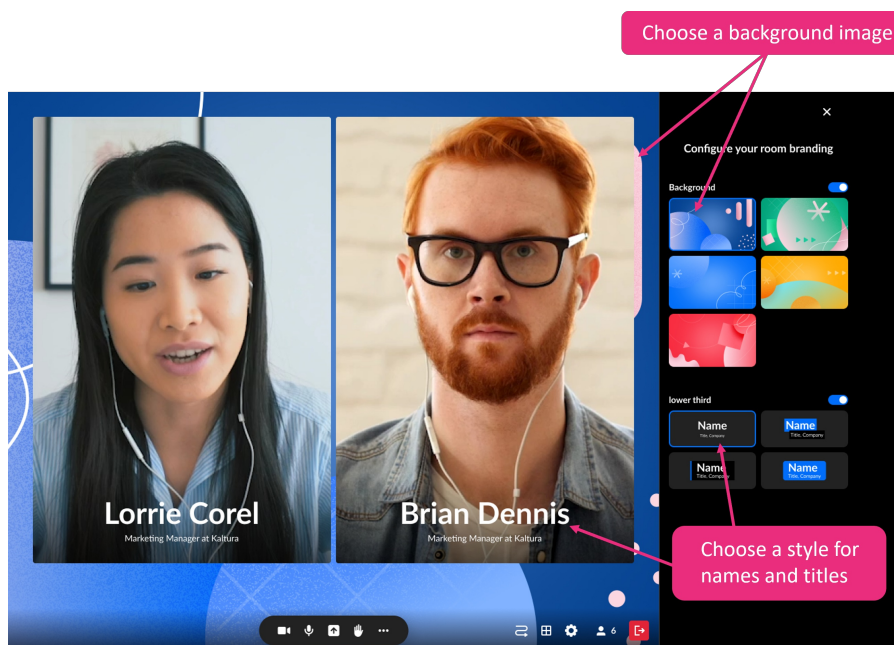 Choose a background image
Configure your room branding
Background
lower third
Name
Title, Company
Name
Title, Company
Name
Title, Company
Name
Title, Company
Lorrie Corel
Marketing Manager at Kaltura
Brian Dennis
Marketing Manager at Kaltura
Choose a style for
names and titles
6